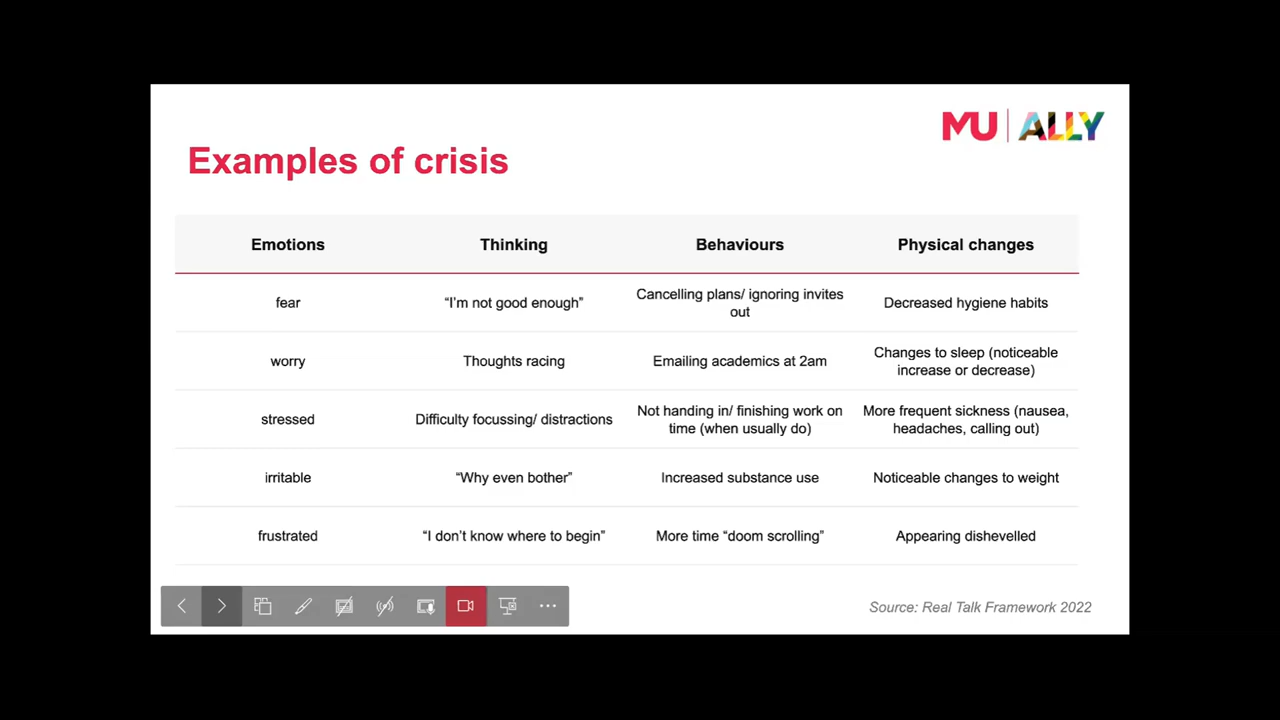 MU | ALLY
Examples of crisis
Emotions Thinking Behaviours Physical changes
fear “I’m not good enough” Cancelling plans/ ignoring invites out Decreased hygiene habits
worry Thoughts racing Emailing academics at 2am Changes to sleep (noticeable increase or decrease)
stressed Difficulty focussing/ distractions Not handing in/ finishing work on time (when usually do) More frequent sickness (nausea, headaches, calling out)
irritable “Why even bother” Increased substance use Noticeable changes to weight
frustrated “I don’t know where to begin” More time “doom scrolling” Appearing dishevelled
Source: Real Talk Framework 2022